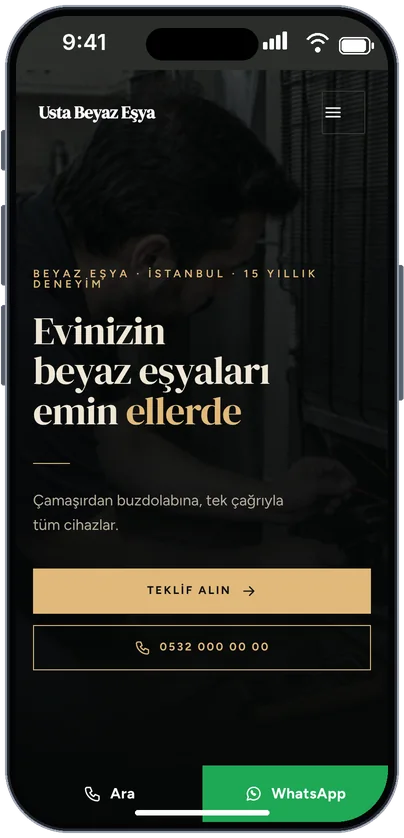 9:41
Usta Beyaz Eşya
BEYAZ EŞYA · İSTANBUL · 15 YILLIK
DENEYİM
Evinizin
beyaz eşyaları
emin ellerde
Çamaşırdan buzdolabına, tek çağrıyla
tüm cihazlar.
TEKLİF ALIN →
0532 000 00 00
Ara
WhatsApp